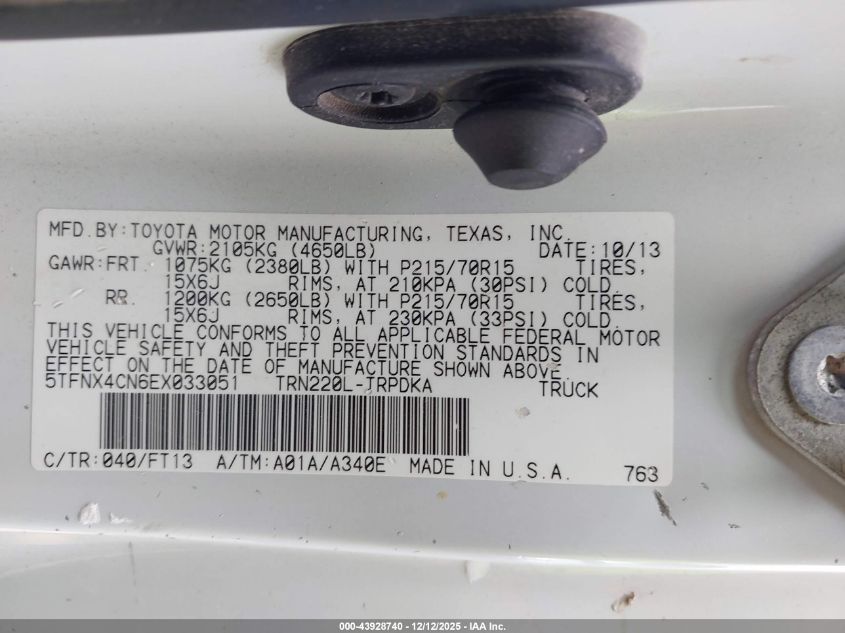 MFD.BY:TOYOTA MOTOR MANUFACTURING, TEXAS, INC.
GVWR:2105KG (4650LB) DATE:10/13
GAWR:FRT. 1075KG (2380LB) WITH P215/70R15 TIRES,
15X6J RIMS, AT 210KPA (30PSI) COLD
RR. 1200KG (2650LB) WITH P215/70R15 TIRES,
15X6J RIMS, AT 230KPA (33PSI) COLD
THIS VEHICLE CONFORMS TO ALL APPLICABLE FEDERAL MOTOR
VEHICLE SAFETY AND THEFT PREVENTION STANDARDS IN
EFFECT ON THE DATE OF MANUFACTURE SHOWN ABOVE.
5TFNX4CN6EX033051 TRN220L-TRPDKA TRUCK
C/TR:040/FT13 A/TM:A01A/A340E MADE IN U.S.A. 763
000-43928740 - 12/12/2025 - IAA Inc.